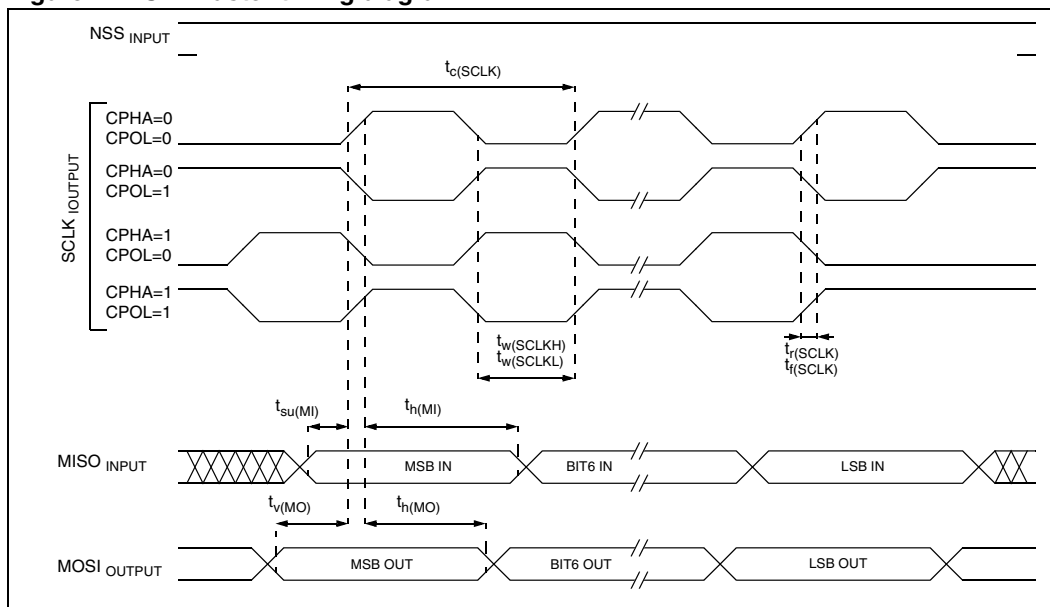 NSS INPUT
tc(SCLK)
SCLK IOUTPUT
CPHA=0
CPOL=0
CPHA=0
CPOL=1
CPHA=1
CPOL=0
CPHA=1
CPOL=1
tw(SCLKH)
tw(SCLKL)
tr(SCLK)
tf(SCLK)
tsu(MI)
th(MI)
MISO INPUT
MSB IN
BIT6 IN
LSB IN
tv(MO)
th(MO)
MOSI OUTPUT
MSB OUT
BIT6 OUT
LSB OUT